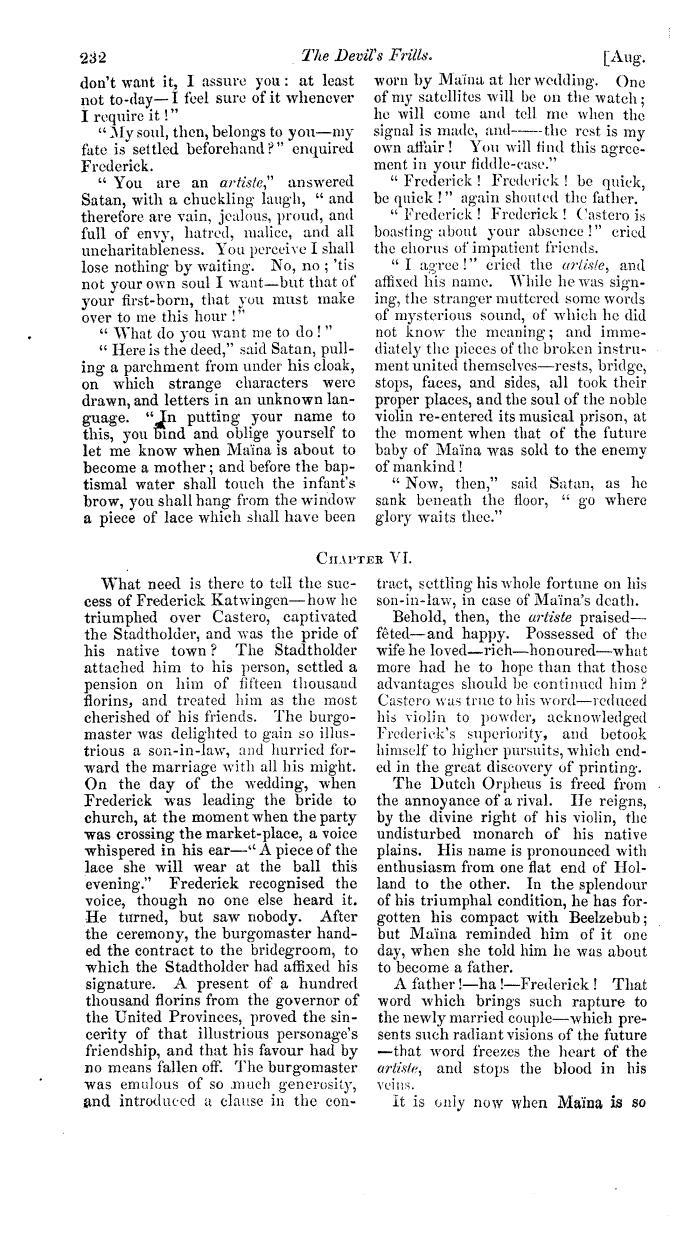 232
The Devil's Frills.
[Aug.
don't want it, I assure you: at least
not to-day—I feel sure of it whenever
I require it!"
"My soul, then, belongs to you—my
fate is settled beforehand?" enquired
Frederick.
"You are an artiste," answered
Satan, with a chuckling laugh, "and
therefore are vain, jealous, proud, and
full of envy, hatred, malice, and all
uncharitableness. You perceive I shall
lose nothing by waiting. No, no; 'tis
not your own soul I want—but that of
your first-born, that you must make
over to me this hour!"
"What do you want me to do!"
"Here is the deed," said Satan, pull-
ing a parchment from under his cloak,
on which strange characters were
drawn, and letters in an unknown lan-
guage. "In putting your name to
this, you bind and oblige yourself to
let me know when Maïna is about to
become a mother; and before the bap-
tismal water shall touch the infant's
brow, you shall hang from the window
a piece of lace which shall have been
worn by Maïna at her wedding. One
of my satellites will be on the watch;
he will come and tell me when the
signal is made, and——the rest is my
own affair! You will find this agree-
ment in your fiddle-case."
"Frederick! Frederick! be quick,
be quick!" again shouted the father.
"Frederick! Frederick! Castero is
boasting about your absence!" cried
the chorus of impatient friends.
"I agree!" cried the artiste, and
affixed his name. While he was sign-
ing, the stranger muttered some words
of mysterious sound, of which he did
not know the meaning; and imme-
diately the pieces of the broken instru-
ment united themselves—rests, bridge,
stops, faces, and sides, all took their
proper places, and the soul of the noble
violin re-entered its musical prison, at
the moment when that of the future
baby of Maïna was sold to the enemy
of mankind!
"Now, then," said Satan, as he
sank beneath the floor, "go where
glory waits thee."
CHAPTER VI.
What need is there to tell the suc-
cess of Frederick Katwingen—how he
triumphed over Castero, captivated
the Stadtholder, and was the pride of
his native town? The Stadtholder
attached him to his person, settled a
pension on him of fifteen thousand
florins, and treated him as the most
cherished of his friends. The burgo-
master was delighted to gain so illus-
trious a son-in-law, and hurried for-
ward the marriage with all his might.
On the day of the wedding, when
Frederick was leading the bride to
church, at the moment when the party
was crossing the market-place, a voice
whispered in his ear—"A piece of the
lace she will wear at the ball this
evening." Frederick recognised the
voice, though no one else heard it.
He turned, but saw nobody. After
the ceremony, the burgomaster hand-
ed the contract to the bridegroom, to
which the Stadtholder had affixed his
signature. A present of a hundred
thousand florins from the governor of
the United Provinces, proved the sin-
cerity of that illustrious personage's
friendship, and that his favour had by
no means fallen off. The burgomaster
was emulous of so much generosity,
and introduced a clause in the con-
tract, settling his whole fortune on his
son-in-law, in case of Maïna's death.
Behold, then, the artiste praised—
fêted—and happy. Possessed of the
wife he loved—rich—honoured—what
more had he to hope than that those
advantages should be continued him?
Castero was true to his word—reduced
his violin to powder, acknowledged
Frederick's superiority, and betook
himself to higher pursuits, which end-
ed in the great discovery of printing.
The Dutch Orpheus is freed from
the annoyance of a rival. He reigns,
by the divine right of his violin, the
undisturbed monarch of his native
plains. His name is pronounced with
enthusiasm from one flat end of Hol-
land to the other. In the splendour
of his triumphal condition, he has for-
gotten his compact with Beelzebub;
but Maïna reminded him of it one
day, when she told him he was about
to become a father.
A father!—ha!—Frederick! That
word which brings such rapture to
the newly married couple—which pre-
sents such radiant visions of the future
—that word freezes the heart of the
artiste, and stops the blood in his
veins.
It is only now when Maïna is so